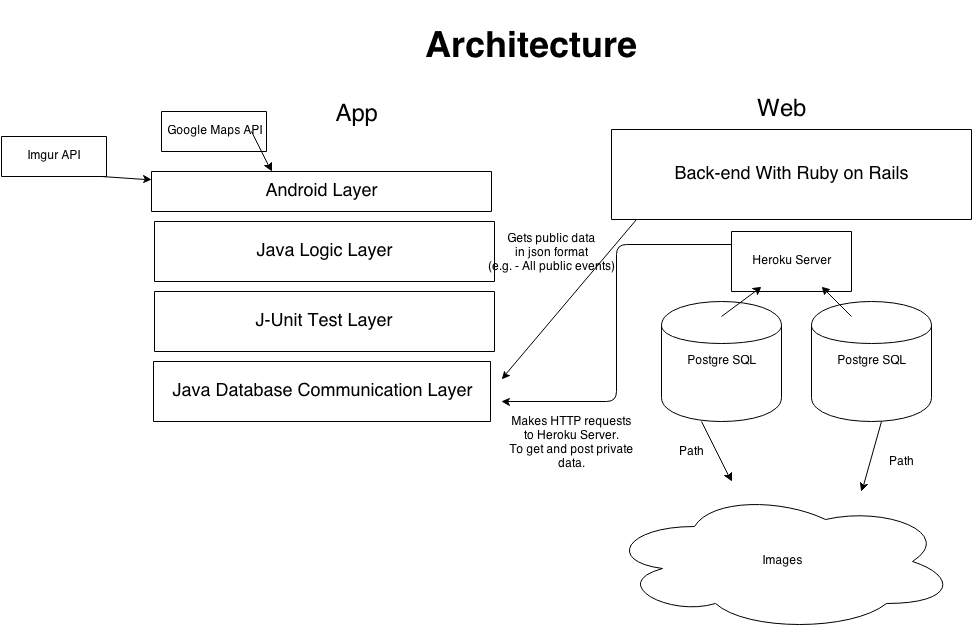 Architecture
App
Web
Google Maps API
Imgur API
Android Layer
Back-end With Ruby on Rails
Java Logic Layer
Gets public data
in json format
(e.g. - All public events)
Heroku Server
J-Unit Test Layer
Postgre SQL
Postgre SQL
Java Database Communication Layer
Makes HTTP requests
to Heroku Server.
To get and post private
data.
Path
Path
Images